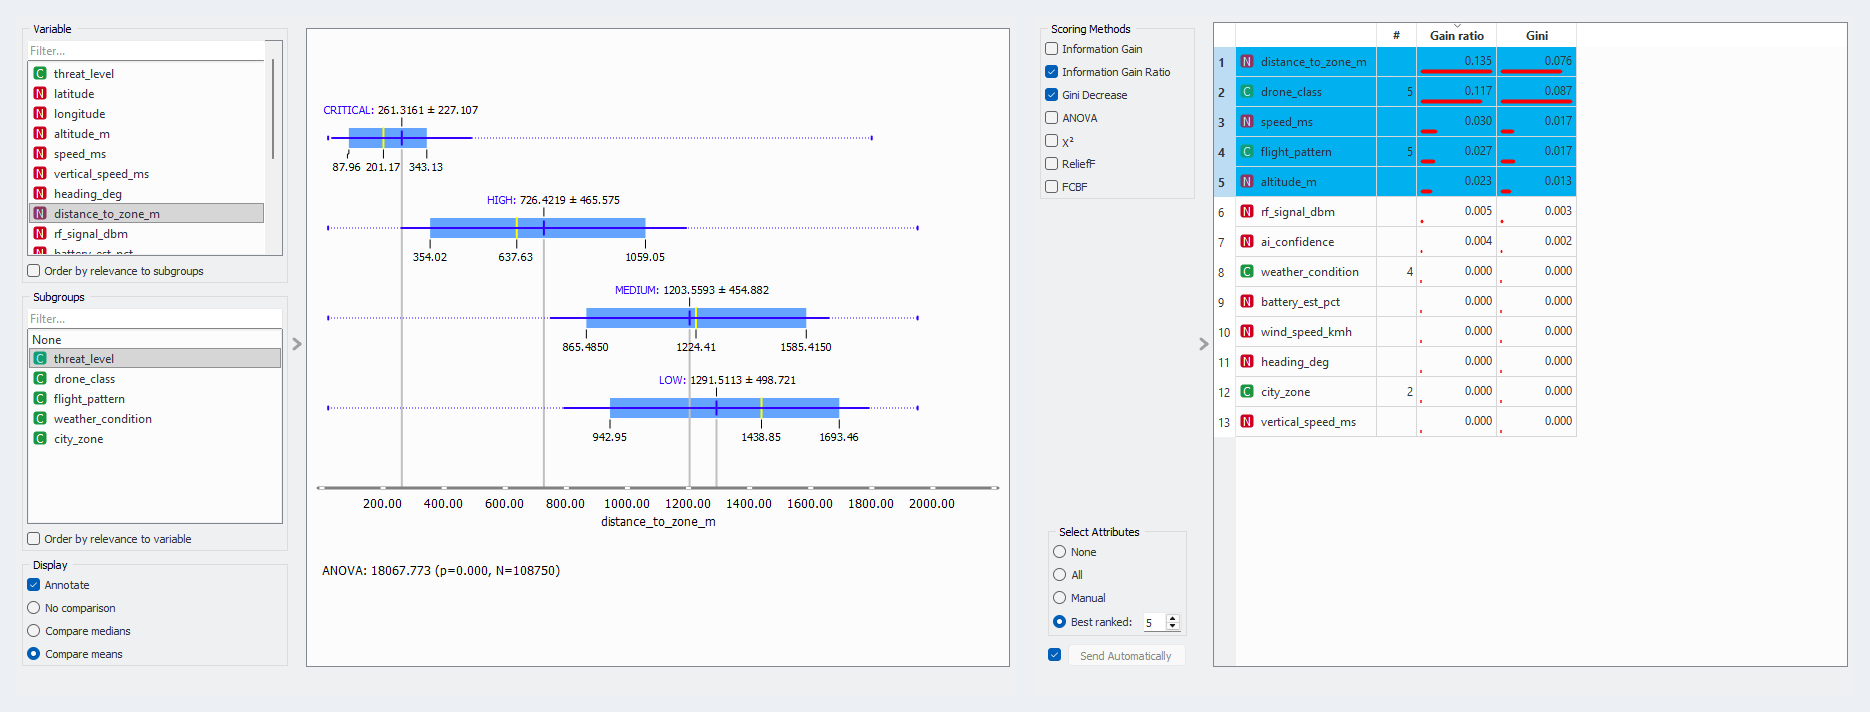 Variable
Filter...
C threat_level
N latitude
N longitude
N altitude_m
N speed_ms
N vertical_speed_ms
N heading_deg
N distance_to_zone_m
N rf_signal_dbm
N battery_est_pct
Order by relevance to subgroups
Subgroups
Filter...
None
C threat_level
C drone_class
C flight_pattern
C weather_condition
C city_zone
Order by relevance to variable
Display
Annotate
No comparison
Compare medians
Compare means
CRITICAL: 261.3161 ± 227.107
87.96 201.17 343.13
HIGH: 726.4219 ± 465.575
354.02 637.63 1059.05
MEDIUM: 1203.5593 ± 454.882
865.4850 1224.41 1585.4150
LOW: 1291.5113 ± 498.721
942.95 1438.85 1693.46
200.00 400.00 600.00 800.00 1000.00 1200.00 1400.00 1600.00 1800.00 2000.00
distance_to_zone_m
ANOVA: 18067.773 (p=0.000, N=108750)
Scoring Methods
Information Gain
Information Gain Ratio
Gini Decrease
ANOVA
χ²
ReliefF
FCBF
Select Attributes
None
All
Manual
Best ranked: 5
Send Automatically
# Gain ratio Gini
1 N distance_to_zone_m 0.135 0.076
2 C drone_class 5 0.117 0.087
3 N speed_ms 0.030 0.017
4 C flight_pattern 5 0.027 0.017
5 N altitude_m 0.023 0.013
6 N rf_signal_dbm 0.005 0.003
7 N ai_confidence 0.004 0.002
8 C weather_condition 4 0.000 0.000
9 N battery_est_pct 0.000 0.000
10 N wind_speed_kmh 0.000 0.000
11 N heading_deg 0.000 0.000
12 C city_zone 2 0.000 0.000
13 N vertical_speed_ms 0.000 0.000